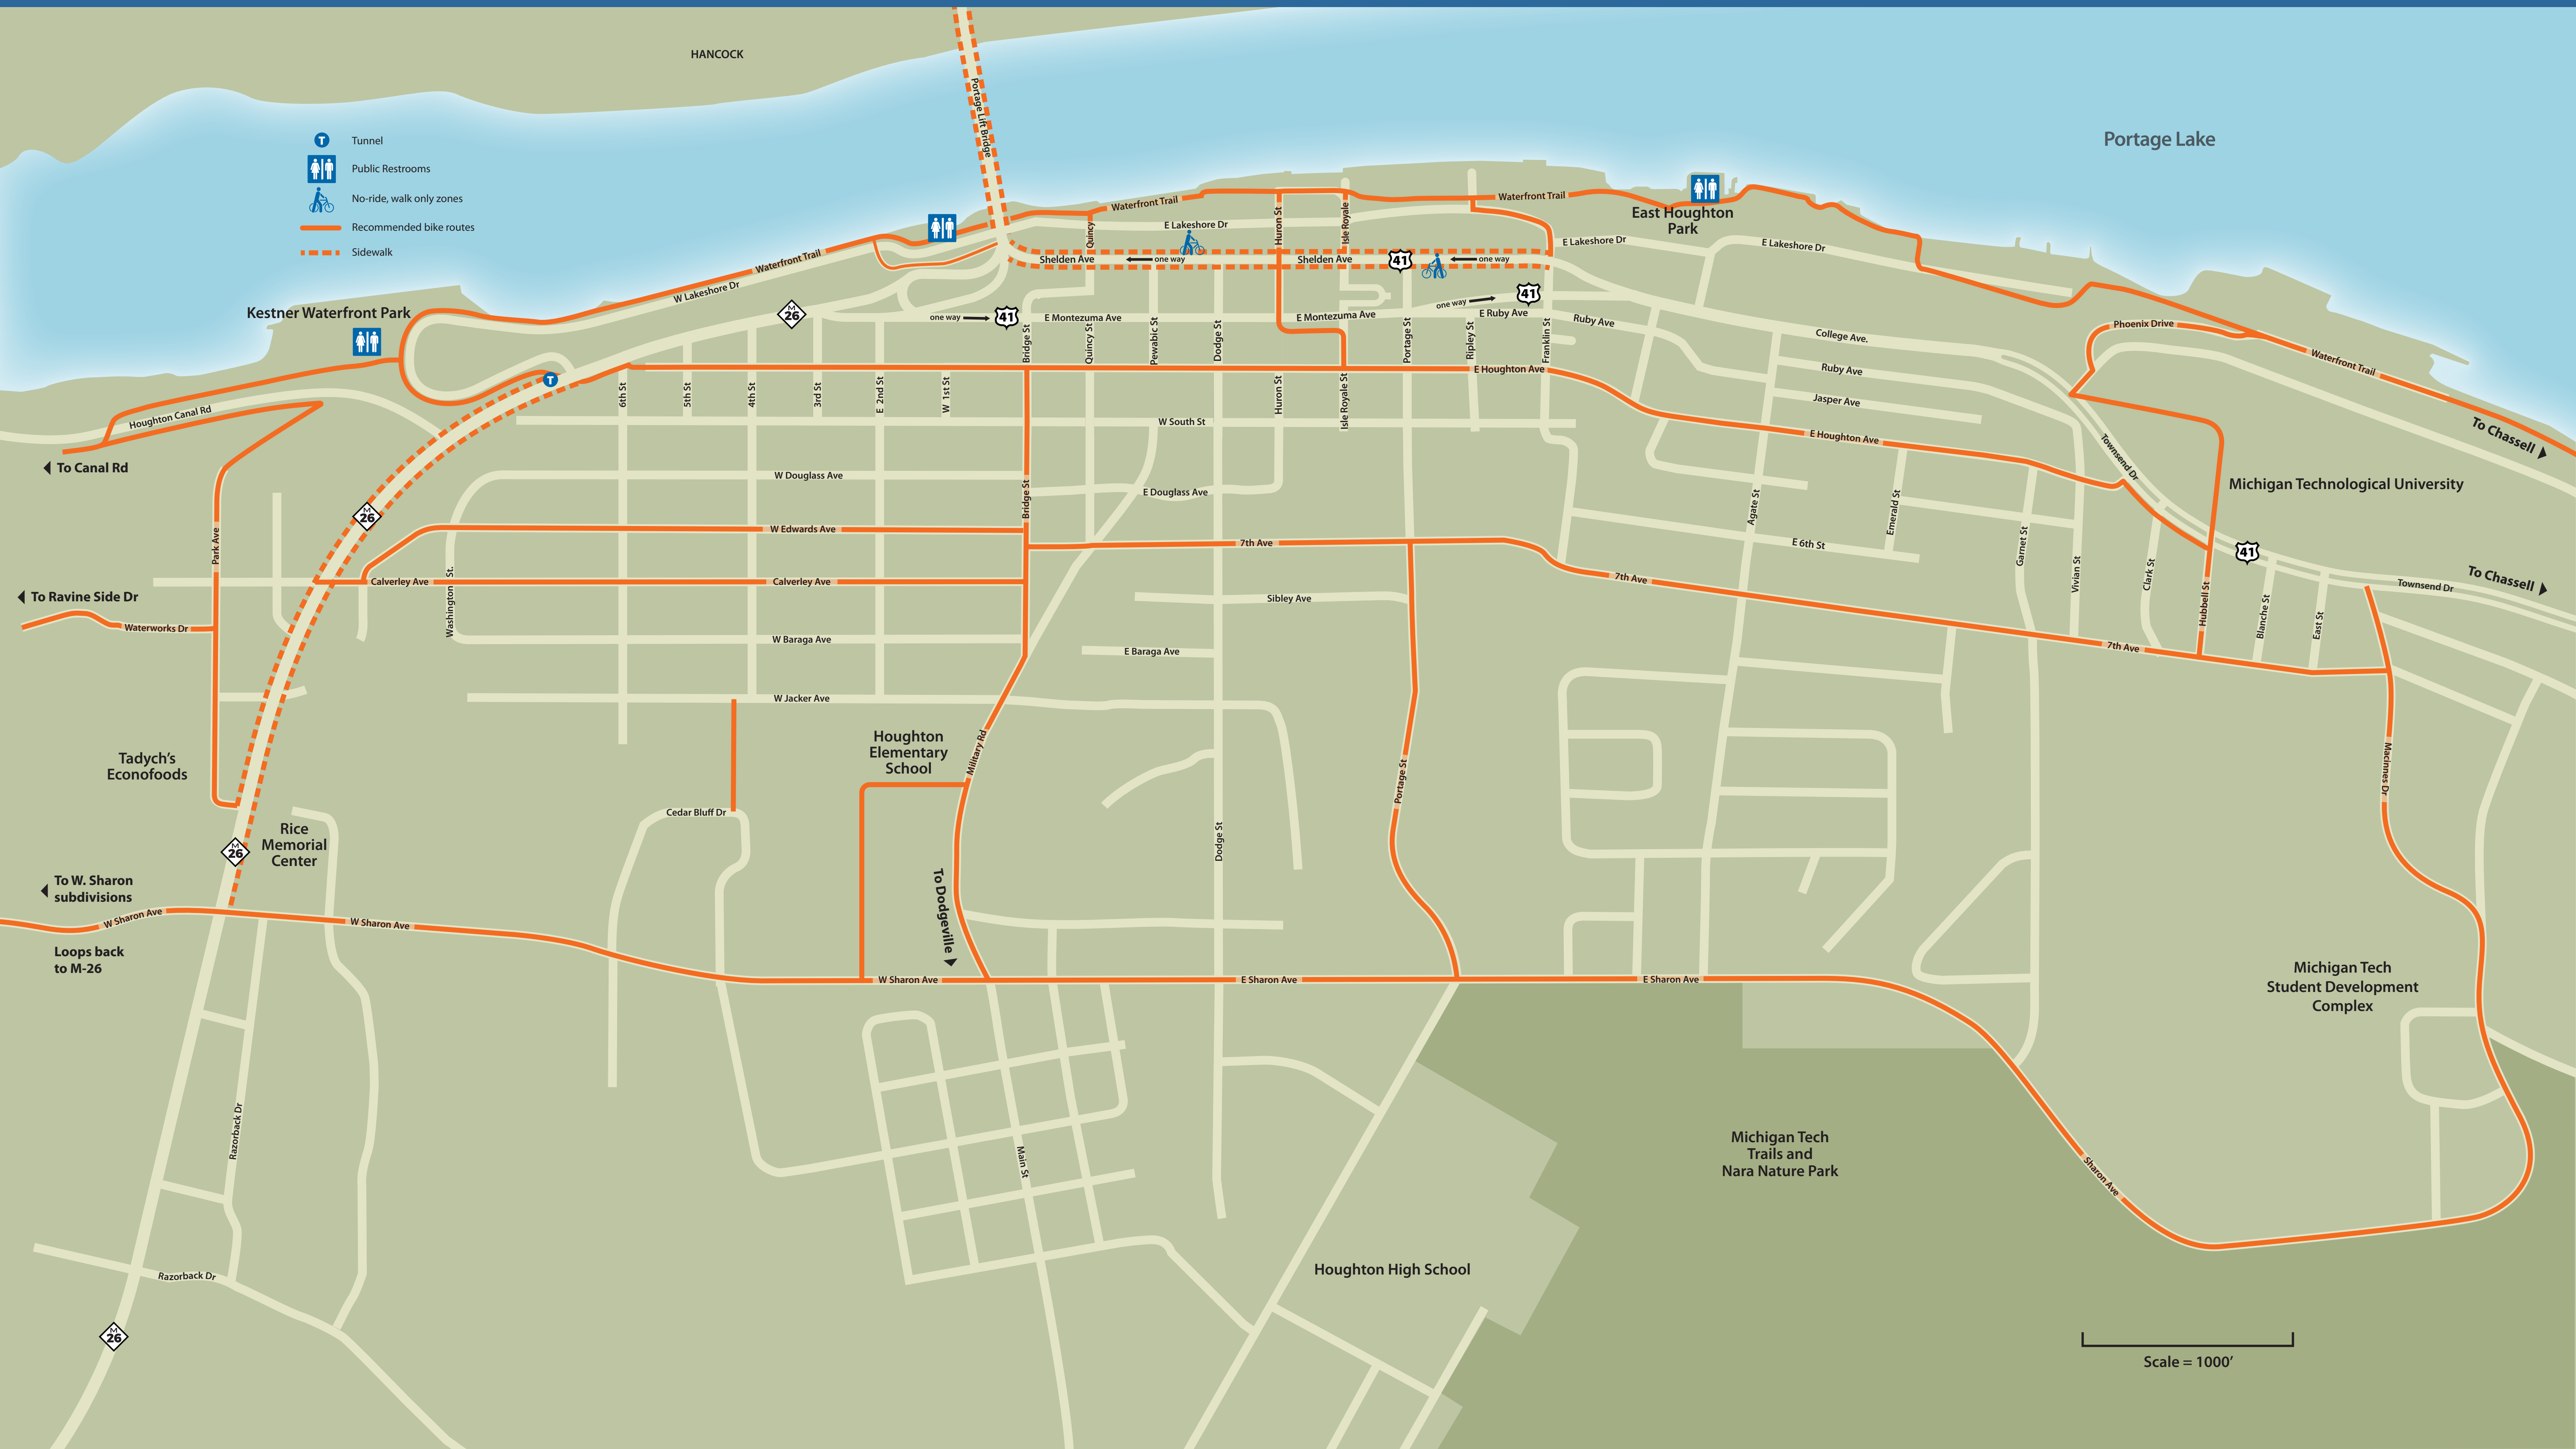 HANCOCK
Portage Lift Bridge
Portage Lake
T
Tunnel
Public Restrooms
No-ride, walk only zones
Recommended bike routes
Sidewalk
Waterfront Trail
Waterfront Trail
Waterfront Trail
East Houghton
Park
E Lakeshore Dr
E Lakeshore Dr
E Lakeshore Dr
Quincy
Huron St
Isle Royale
Shelden Ave
one way
Shelden Ave
41
one way
W Lakeshore Dr
Kestner Waterfront Park
M
26
one way
41
E Montezuma Ave
E Montezuma Ave
one way
41
E Ruby Ave
Ruby Ave
College Ave.
Ruby Ave
Jasper Ave
Phoenix Drive
Waterfront Trail
To Chassell
Bridge St
Quincy St
Pewabic St
Dodge St
Portage St
Ripley St
Franklin St
T
E Houghton Ave
E Houghton Ave
6th St
5th St
4th St
3rd St
E 2nd St
W 1st St
Huron St
Isle Royale St
W South St
Houghton Canal Rd
To Canal Rd
M
26
Park Ave
W Douglass Ave
E Douglass Ave
Bridge St
Agate St
Emerald St
Townsend Dr
Michigan Technological University
W Edwards Ave
7th Ave
E 6th St
Garnet St
Vivian St
Clark St
Hubbell St
Blanche St
East St
41
Townsend Dr
To Chassell
Calverley Ave
Calverley Ave
Washington St.
7th Ave
To Ravine Side Dr
Waterworks Dr
Sibley Ave
W Baraga Ave
E Baraga Ave
7th Ave
W Jacker Ave
Tadych's
Econofoods
Houghton
Elementary
School
Military Rd
Portage St
MacInnes Dr
Cedar Bluff Dr
Dodge St
Rice
Memorial
Center
M
26
To W. Sharon
subdivisions
W Sharon Ave
W Sharon Ave
To Dodgeville
Loops back
to M-26
W Sharon Ave
E Sharon Ave
E Sharon Ave
Michigan Tech
Student Development
Complex
Razorback Dr
Main St
Michigan Tech
Trails and
Nara Nature Park
Sharon Ave
Razorback Dr
Houghton High School
M
26
Scale = 1000'